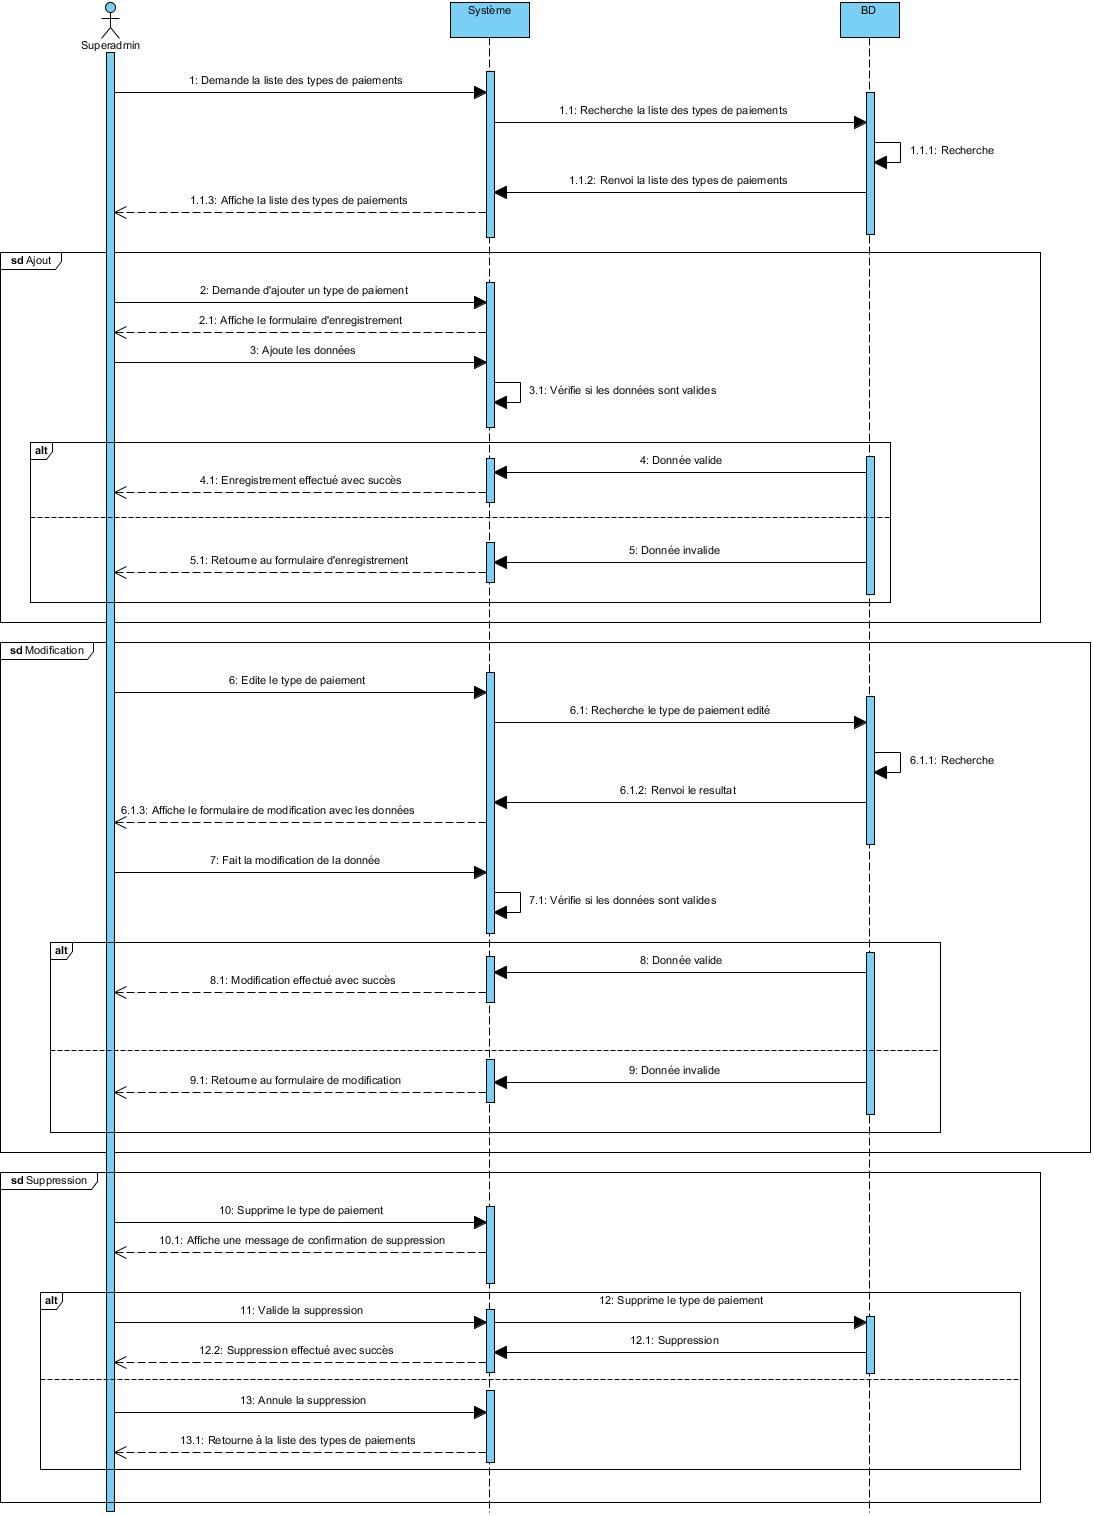 Système
BD
Superadmin
1: Demande la liste des types de paiements
1.1: Recherche la liste des types de paiements
1.1.1: Recherche
1.1.2: Renvoi la liste des types de paiements
1.1.3: Affiche la liste des types de paiements
sd Ajout
2: Demande d'ajouter un type de paiement
2.1: Affiche le formulaire d'enregistrement
3: Ajoute les données
3.1: Vérifie si les données sont valides
alt
4: Donnée valide
4.1: Enregistrement effectué avec succès
5: Donnée invalide
5.1: Retourne au formulaire d'enregistrement
sd Modification
6: Edite le type de paiement
6.1: Recherche le type de paiement edité
6.1.1: Recherche
6.1.2: Renvoi le resultat
6.1.3: Affiche le formulaire de modification avec les données
7: Fait la modification de la donnée
7.1: Vérifie si les données sont valides
alt
8: Donnée valide
8.1: Modification effectué avec succès
9: Donnée invalide
9.1: Retourne au formulaire de modification
sd Suppression
10: Supprime le type de paiement
10.1: Affiche une message de confirmation de suppression
alt
11: Valide la suppression
12: Supprime le type de paiement
12.1: Suppression
12.2: Suppression effectué avec succès
13: Annule la suppression
13.1: Retourne à la liste des types de paiements